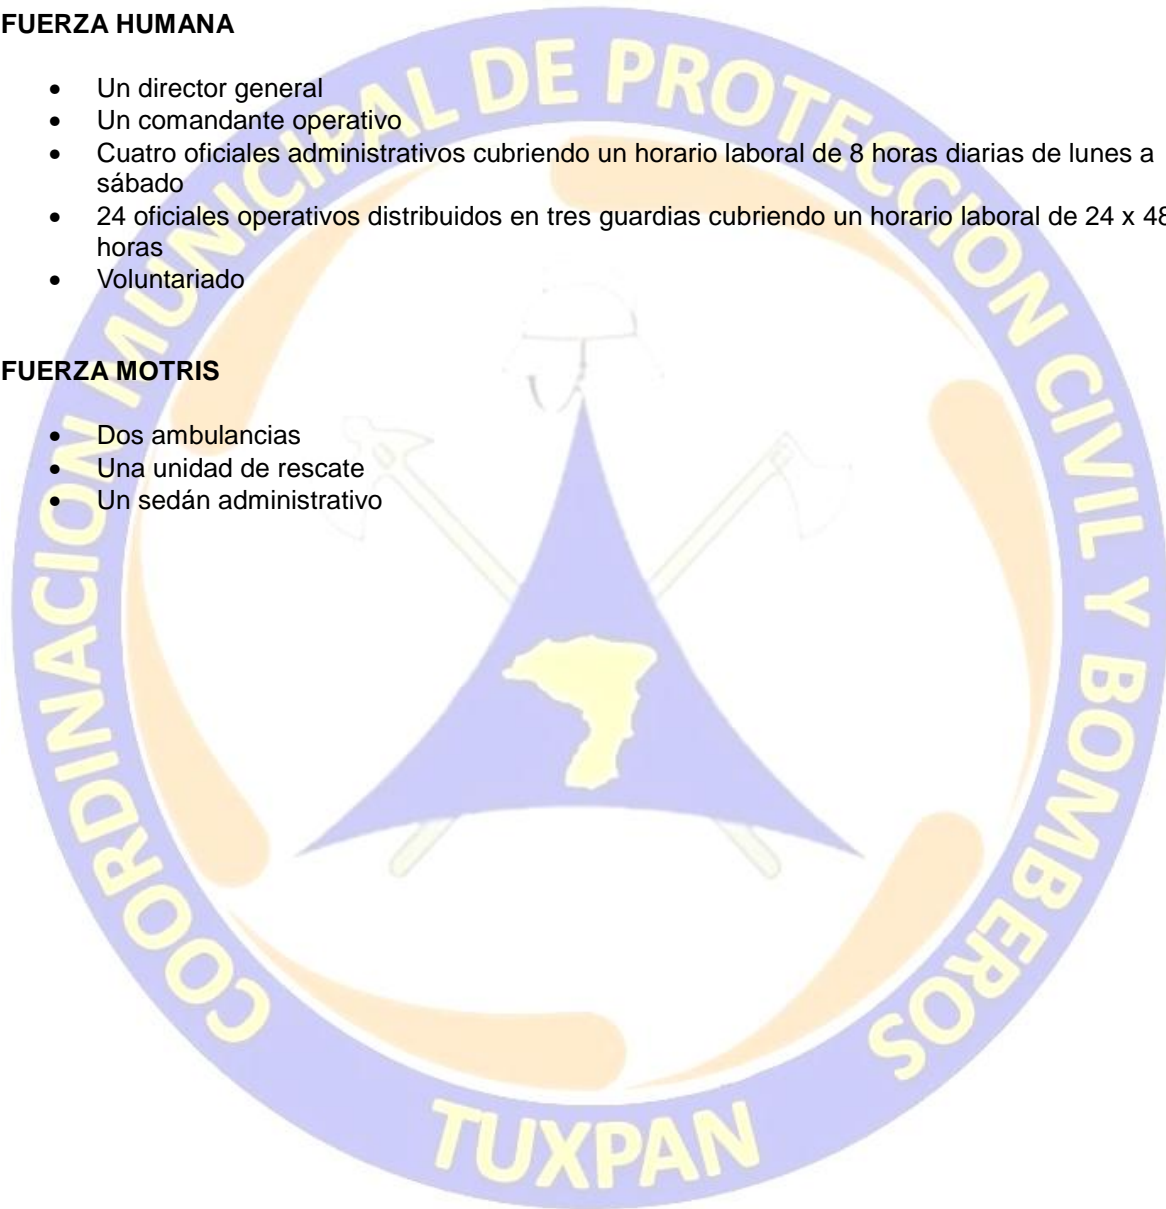 FUERZA HUMANA
• Un director general
• Un comandante operativo
• Cuatro oficiales administrativos cubriendo un horario laboral de 8 horas diarias de lunes a
sábado
• 24 oficiales operativos distribuidos en tres guardias cubriendo un horario laboral de 24 x 48
horas
• Voluntariado
FUERZA MOTRIS
• Dos ambulancias
• Una unidad de rescate
• Un sedán administrativo
COORDINACION MUNICIPAL DE PROTECCION CIVIL Y BOMBEROS
TUXPAN